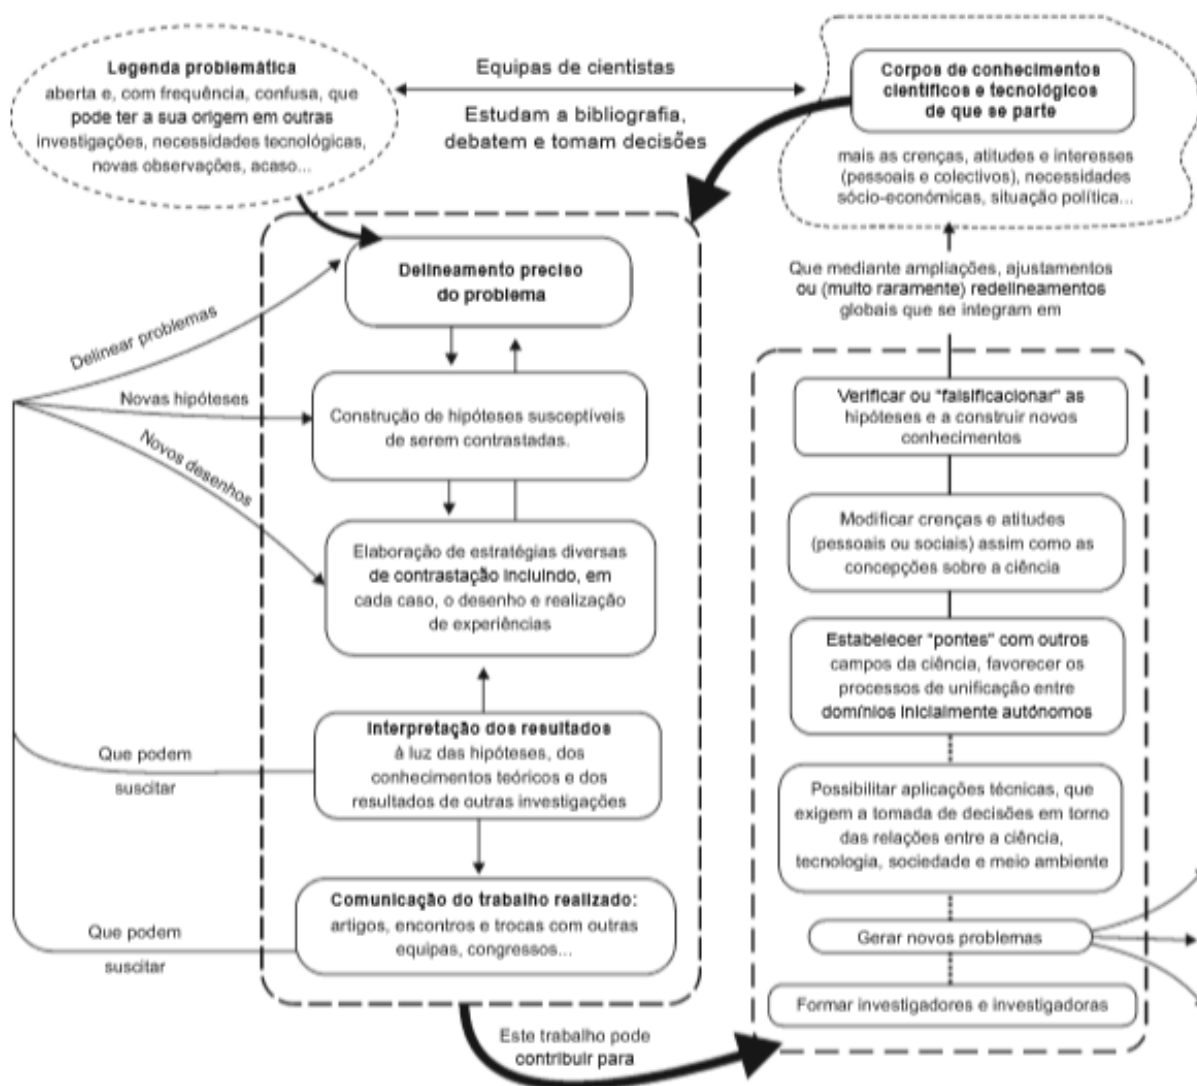 Legenda problemática
aberta e, com frequência, confusa, que
pode ter a sua origem em outras
investigações, necessidades tecnológicas,
novas observações, acaso...
Equipas de cientistas
Estudam a bibliografia,
debatem e tomam decisões
Corpos de conhecimentos
científicos e tecnológicos
de que se parte
mais as crenças, atitudes e interesses
(pessoais e colectivos), necessidades
sócio-económicas, situação política...
Delineamento preciso
do problema
Construção de hipóteses susceptíveis
de serem contrastadas.
Elaboração de estratégias diversas
de contrastação incluindo, em
cada caso, o desenho e realização
de experiências
Interpretação dos resultados
à luz das hipóteses, dos
conhecimentos teóricos e dos
resultados de outras investigações
Comunicação do trabalho realizado:
artigos, encontros e trocas com outras
equipas, congressos...
Delinear problemas
Novas hipóteses
Novos desenhos
Que podem
suscitar
Que podem
suscitar
Este trabalho pode
contribuir para
Que mediante ampliações, ajustamentos
ou (muito raramente) redelineamentos
globais que se integram em
Verificar ou "falsificacionar" as
hipóteses e a construir novos
conhecimentos
Modificar crenças e atitudes
(pessoais ou sociais) assim como as
concepções sobre a ciência
Estabelecer "pontes" com outros
campos da ciência, favorecer os
processos de unificação entre
domínios inicialmente autónomos
Possibilitar aplicações técnicas, que
exigem a tomada de decisões em torno
das relações entre a ciência,
tecnologia, sociedade e meio ambiente
Gerar novos problemas
Formar investigadores e investigadoras